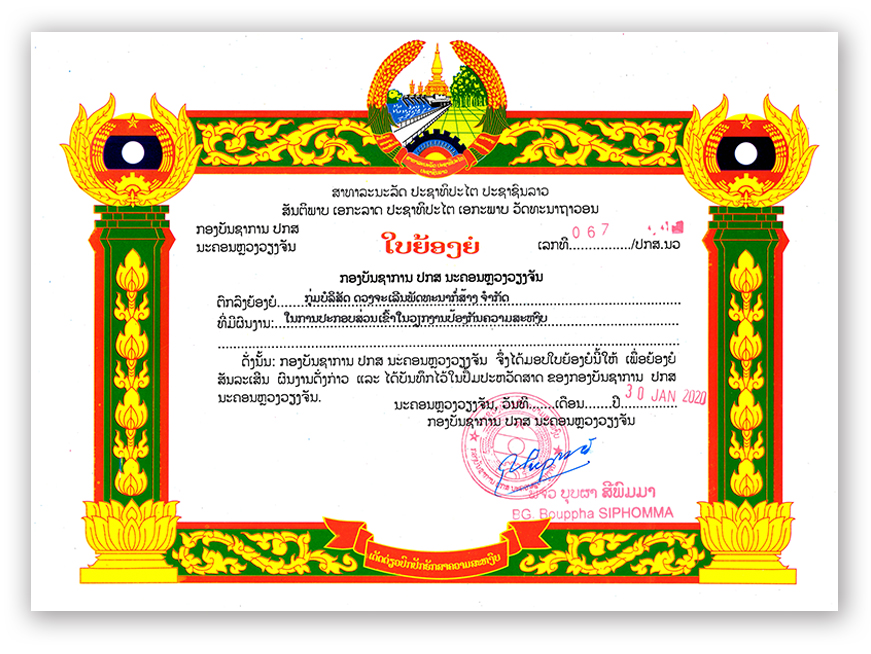 ສາທາລະນະລັດ ປະຊາທິປະໄຕ ປະຊາຊົນລາວ
ສັນຕິພາບ ເອກະລາດ ປະຊາທິປະໄຕ ເອກະພາບ ວັດທະນາຖາວອນ
ກອງບັນຊາການ ປກສ
ນະຄອນຫຼວງວຽງຈັນ
ໃບຍ້ອງຍໍ
ເລກທີ 067 /ປກສ.ນວ
ກອງບັນຊາການ ປກສ ນະຄອນຫຼວງວຽງຈັນ
ຕົກລົງຍ້ອງຍໍ ກຸ່ມບໍລິສັດ ດວງຈະເລີນພັດທະນາກໍ່ສ້າງ ຈຳກັດ
ທີ່ມີຜົນງານ: ໃນການປະກອບສ່ວນເຂົ້າໃນວຽກງານປ້ອງກັນຄວາມສະຫງົບ
ດັ່ງນັ້ນ: ກອງບັນຊາການ ປກສ ນະຄອນຫຼວງວຽງຈັນ ຈຶ່ງໄດ້ມອບໃບຍ້ອງຍໍນີ້ໃຫ້ ເພື່ອຍ້ອງຍໍ
ສັນລະເສີນ ຜົນງານດັ່ງກ່າວ ແລະ ໄດ້ບັນທຶກໄວ້ໃນປຶ້ມປະຫວັດສາດ ຂອງກອງບັນຊາການ ປກສ
ນະຄອນຫຼວງວຽງຈັນ.
ນະຄອນຫຼວງວຽງຈັນ, ວັນທີ......ເດືອນ.......ປີ 30 JAN 2020
ກອງບັນຊາການ ປກສ ນະຄອນຫຼວງວຽງຈັນ
ພົຈວ ບຸບຜາ ສີພົມມາ
BG. Bouppha SIPHOMMA
ເດັດດ່ຽວປົກປັກຮັກສາຄວາມສະຫງົບ